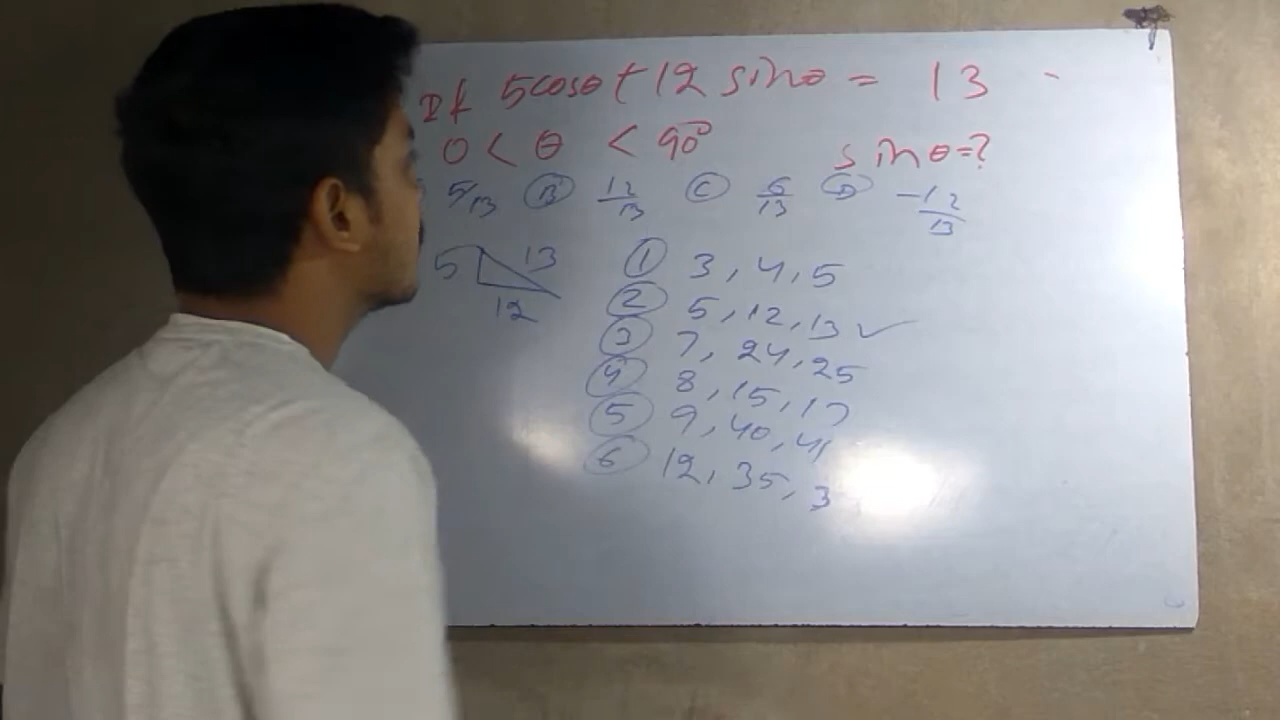 If 5cosθ + 12 sinθ = 13
0 < θ < 90° sinθ=?
5/13 (B) 12/13 (C) 6/13 (D) -12/13
5 13
12
① 3, 4, 5
② 5, 12, 13 ✓
③ 7, 24, 25
④ 8, 15, 17
⑤ 9, 40, 41
⑥ 12, 35, 3